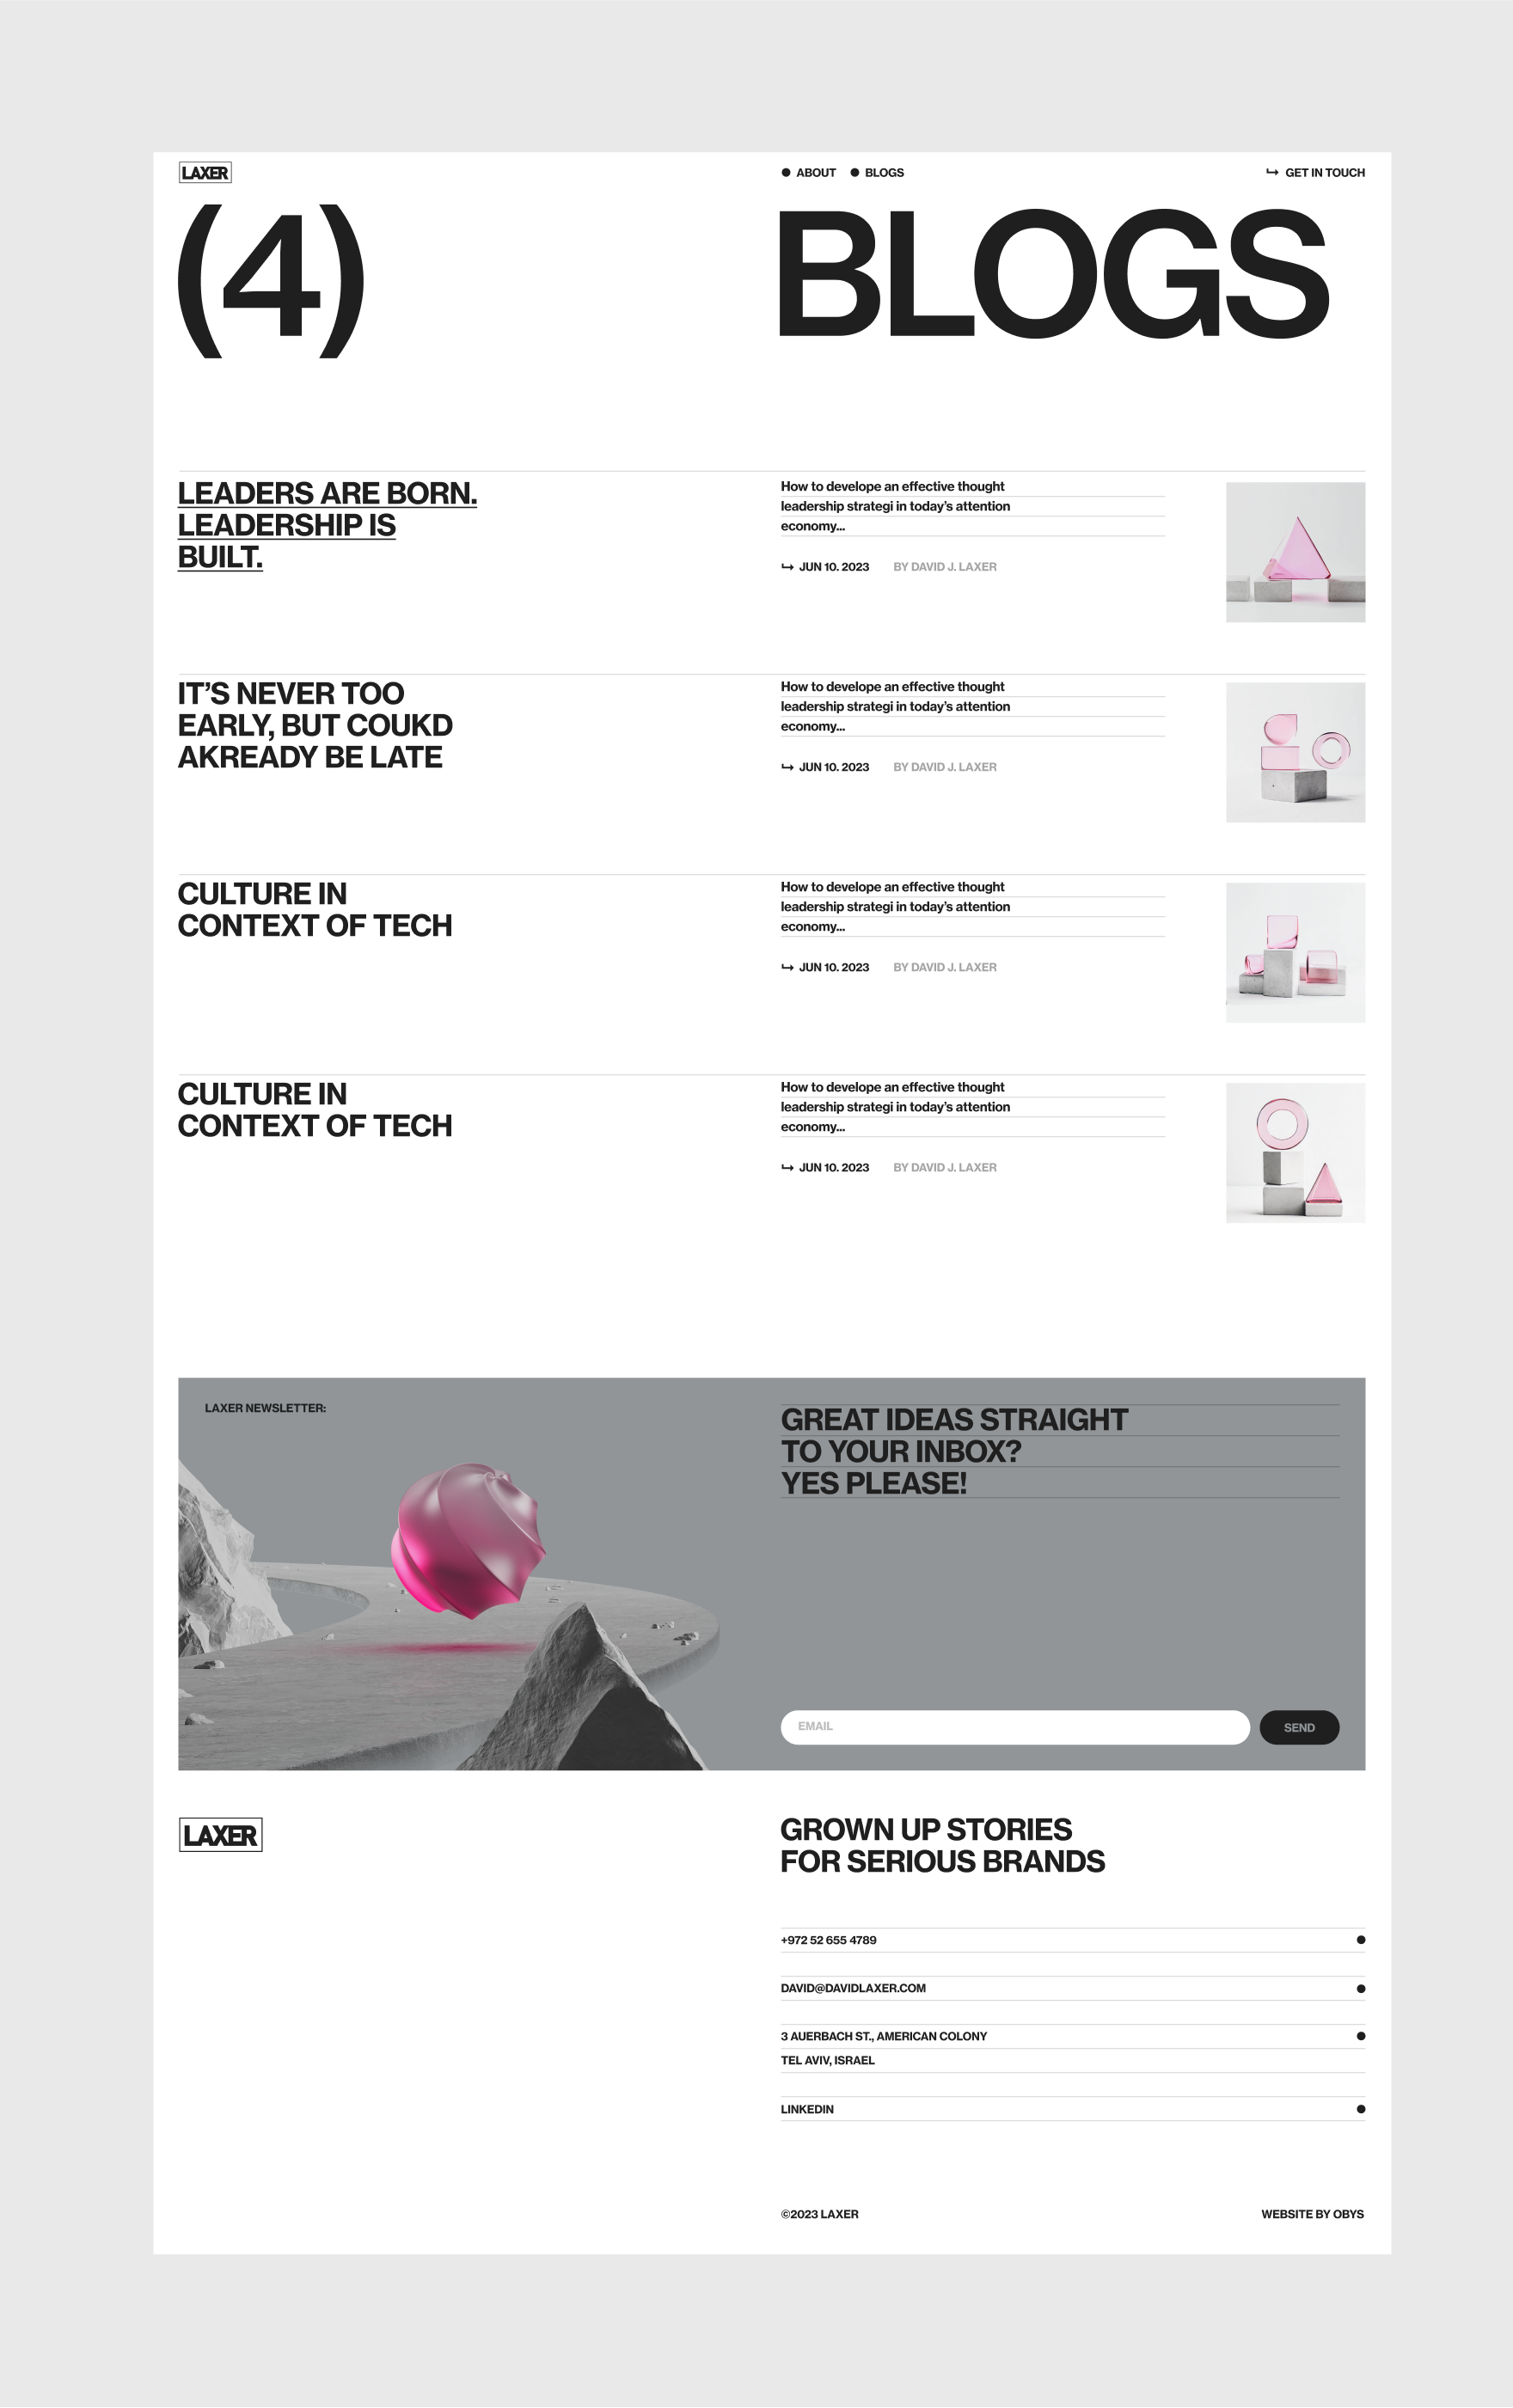 LAXER
ABOUT
BLOGS
GET IN TOUCH
(4)
BLOGS
LEADERS ARE BORN.
LEADERSHIP IS
BUILT.
How to develope an effective thought
leadership strategi in today’s attention
economy...
JUN 10. 2023
BY DAVID J. LAXER
IT’S NEVER TOO
EARLY, BUT COUKD
AKREADY BE LATE
How to develope an effective thought
leadership strategi in today’s attention
economy...
JUN 10. 2023
BY DAVID J. LAXER
CULTURE IN
CONTEXT OF TECH
How to develope an effective thought
leadership strategi in today’s attention
economy...
JUN 10. 2023
BY DAVID J. LAXER
CULTURE IN
CONTEXT OF TECH
How to develope an effective thought
leadership strategi in today’s attention
economy...
JUN 10. 2023
BY DAVID J. LAXER
LAXER NEWSLETTER:
GREAT IDEAS STRAIGHT
TO YOUR INBOX?
YES PLEASE!
EMAIL
SEND
LAXER
GROWN UP STORIES
FOR SERIOUS BRANDS
+972 52 655 4789
DAVID@DAVIDLAXER.COM
3 AUERBACH ST., AMERICAN COLONY
TEL AVIV, ISRAEL
LINKEDIN
©2023 LAXER
WEBSITE BY OBYS